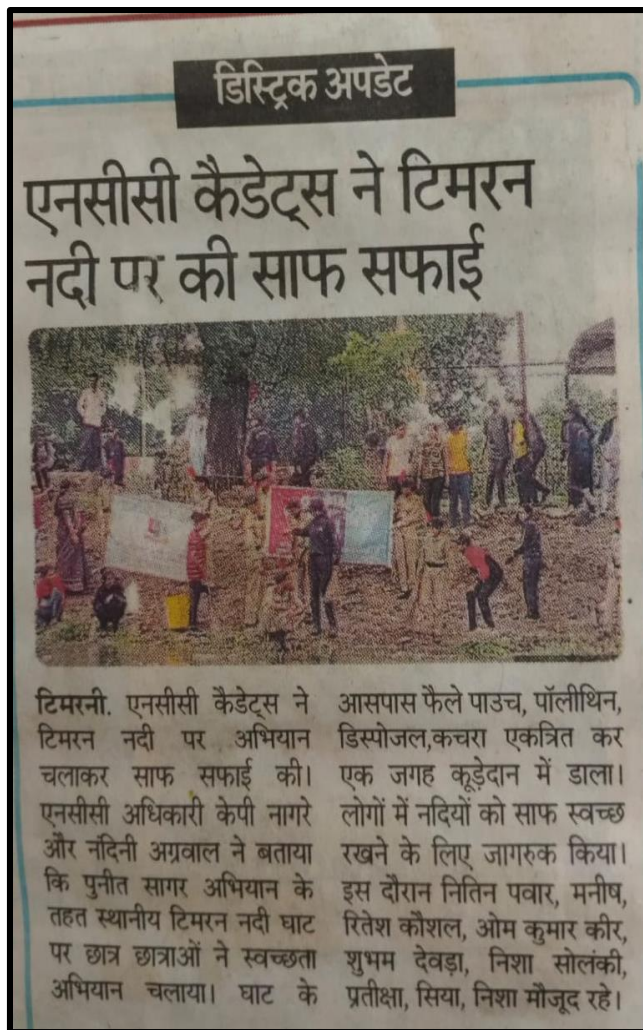 डिस्ट्रिक अपडेट
एनसीसी कैडेट्स ने टिमरन
नदी पर की साफ सफाई
टिमरनी. एनसीसी कैडेट्स ने
टिमरन नदी पर अभियान
चलाकर साफ सफाई की।
एनसीसी अधिकारी केपी नागरे
और नंदिनी अग्रवाल ने बताया
कि पुनीत सागर अभियान के
तहत स्थानीय टिमरन नदी घाट
पर छात्र छात्राओं ने स्वच्छता
अभियान चलाया। घाट के
आसपास फैले पाउच, पॉलीथिन,
डिस्पोजल,कचरा एकत्रित कर
एक जगह कूड़ेदान में डाला।
लोगों में नदियों को साफ स्वच्छ
रखने के लिए जागरुक किया।
इस दौरान नितिन पवार, मनीष,
रितेश कौशल, ओम कुमार कीर,
शुभम देवड़ा, निशा सोलंकी,
प्रतीक्षा, सिया, निशा मौजूद रहे।